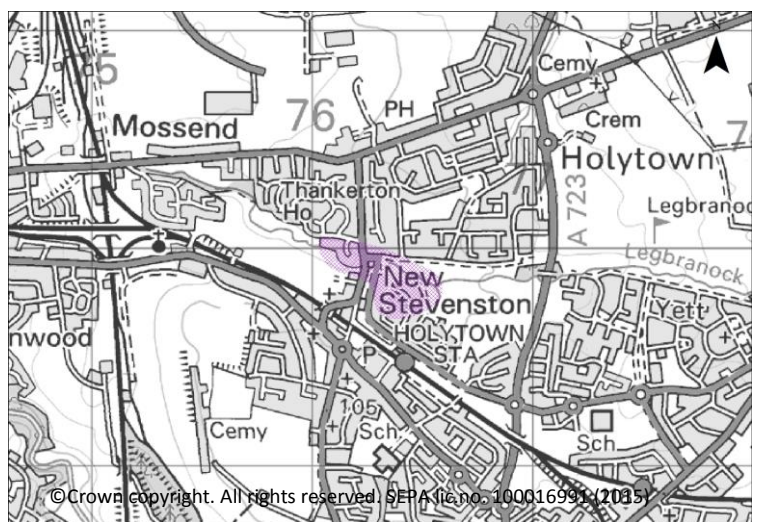 75
Cemy
76
PH
Mossend
Crem
Holytown
77
Thankerton
Ho
A 723
Legbranoc
Legbranock
New
Stevenston
Yett
HOLYTOWN
STA
nwood
P
105
Sch
Cemy
Sch
©Crown copyright. All rights reserved. SEPA lic.no. 100016991 (2015)